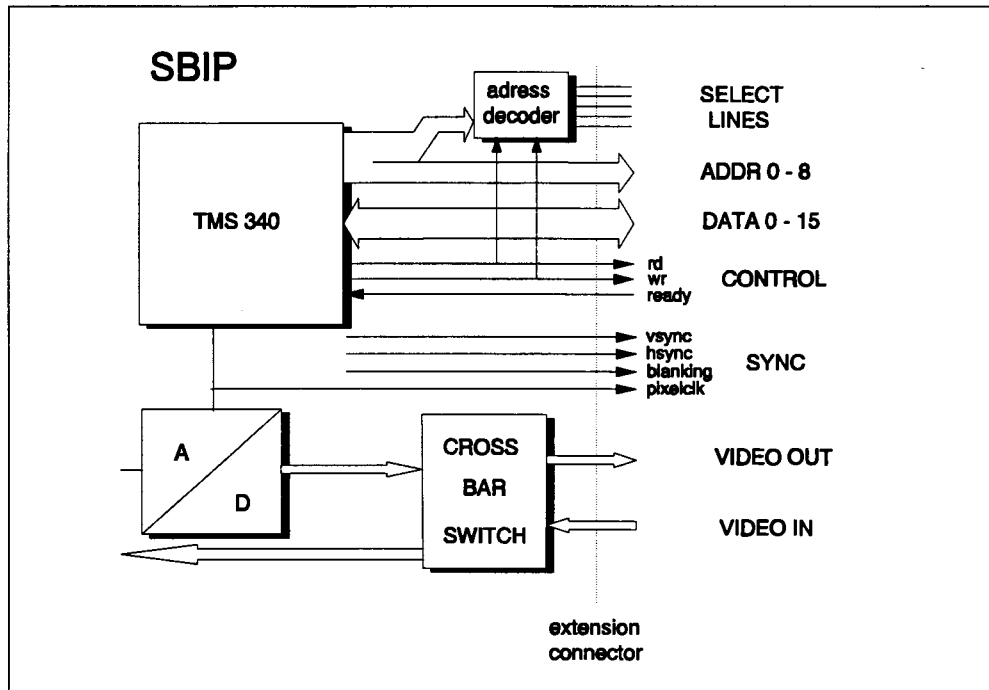 SBIP
adress
decoder
SELECT
LINES
ADDR 0 - 8
TMS 340
DATA 0 - 15
rd
wr
ready
CONTROL
vsync
hsync
blanking
pixelclk
SYNC
A
D
CROSS
BAR
SWITCH
VIDEO OUT
VIDEO IN
extension
connector